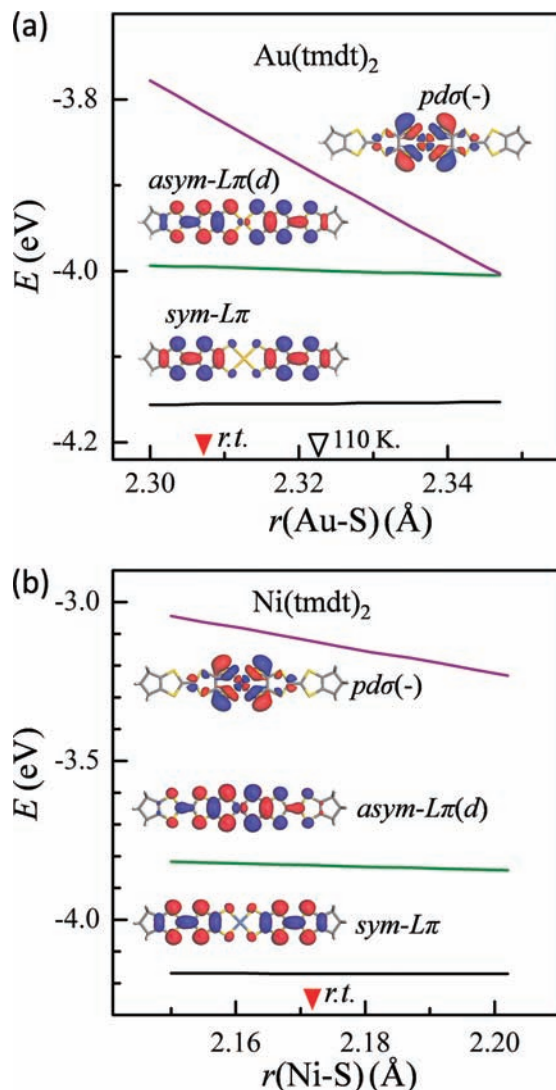 (a)
Au(tmdt)2
pdσ(-)
asym-Lπ(d)
sym-Lπ
r.t.
110 K.
E (eV)
-3.8
-4.0
-4.2
2.30
2.32
2.34
r(Au-S) (Å)
(b)
Ni(tmdt)2
pdσ(-)
asym-Lπ(d)
sym-Lπ
r.t.
E (eV)
-3.0
-3.5
-4.0
2.16
2.18
2.20
r(Ni-S) (Å)